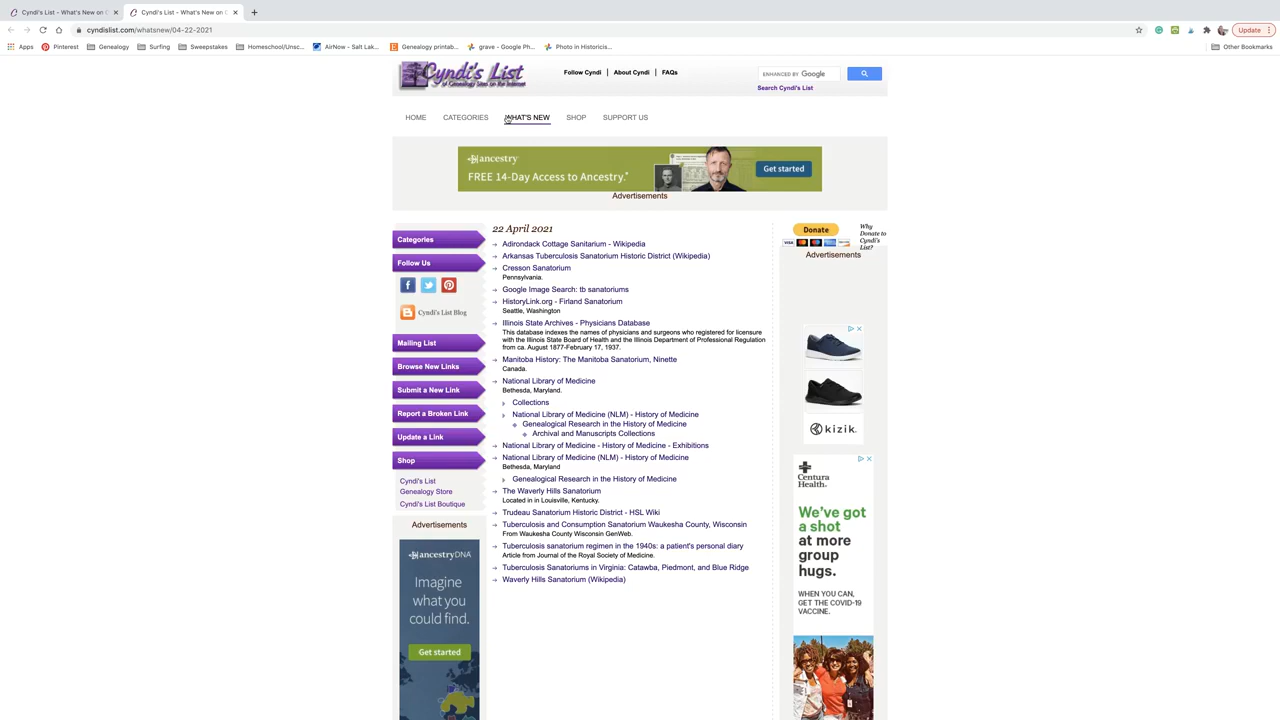 Cyndi's List - What's New on C
Cyndi's List - What's New on C
cyndislist.com/whatsnew/04-22-2021
Update
Apps
Pinterest
Genealogy
Surfing
Sweepstakes
Homeschool/Unsc...
AirNow - Salt Lak...
Genealogy printab...
grave - Google Ph...
Photo in Historicis...
Other Bookmarks
Cyndi's List
of Genealogy Sites on the Internet
Follow Cyndi | About Cyndi | FAQs
ENHANCED BY Google
Search Cyndi's List
HOME
CATEGORIES
WHAT'S NEW
SHOP
SUPPORT US
ancestry
FREE 14-Day Access to Ancestry.*
Get started
Advertisements
Categories
Follow Us
Cyndi's List Blog
Mailing List
Browse New Links
Submit a New Link
Report a Broken Link
Update a Link
Shop
Cyndi's List
Genealogy Store
Cyndi's List Boutique
Advertisements
ancestryDNA
Imagine
what you
could find.
Get started
22 April 2021
Adirondack Cottage Sanitarium - Wikipedia
Arkansas Tuberculosis Sanatorium Historic District (Wikipedia)
Cresson Sanatorium
Pennsylvania.
Google Image Search: tb sanatoriums
HistoryLink.org - Firland Sanatorium
Seattle, Washington
Illinois State Archives - Physicians Database
This database indexes the names of physicians and surgeons who registered for licensure
with the Illinois State Board of Health and the Illinois Department of Professional Regulation
from ca. August 1877-February 17, 1937.
Manitoba History: The Manitoba Sanatorium, Ninette
Canada.
National Library of Medicine
Bethesda, Maryland.
Collections
National Library of Medicine (NLM) - History of Medicine
Genealogical Research in the History of Medicine
Archival and Manuscripts Collections
National Library of Medicine - History of Medicine - Exhibitions
National Library of Medicine (NLM) - History of Medicine
Bethesda, Maryland
Genealogical Research in the History of Medicine
The Waverly Hills Sanatorium
Located in in Louisville, Kentucky.
Trudeau Sanatorium Historic District - HSL Wiki
Tuberculosis and Consumption Sanatorium Waukesha County, Wisconsin
From Waukesha County Wisconsin GenWeb.
Tuberculosis sanatorium regimen in the 1940s: a patient's personal diary
Article from Journal of the Royal Society of Medicine.
Tuberculosis Sanatoriums in Virginia: Catawba, Piedmont, and Blue Ridge
Waverly Hills Sanatorium (Wikipedia)
Donate
VISA
Why
Donate to
Cyndi's
List?
Advertisements
kizik.
Centura
Health.
We've got
a shot
at more
group
hugs.
WHEN YOU CAN,
GET THE COVID-19
VACCINE.